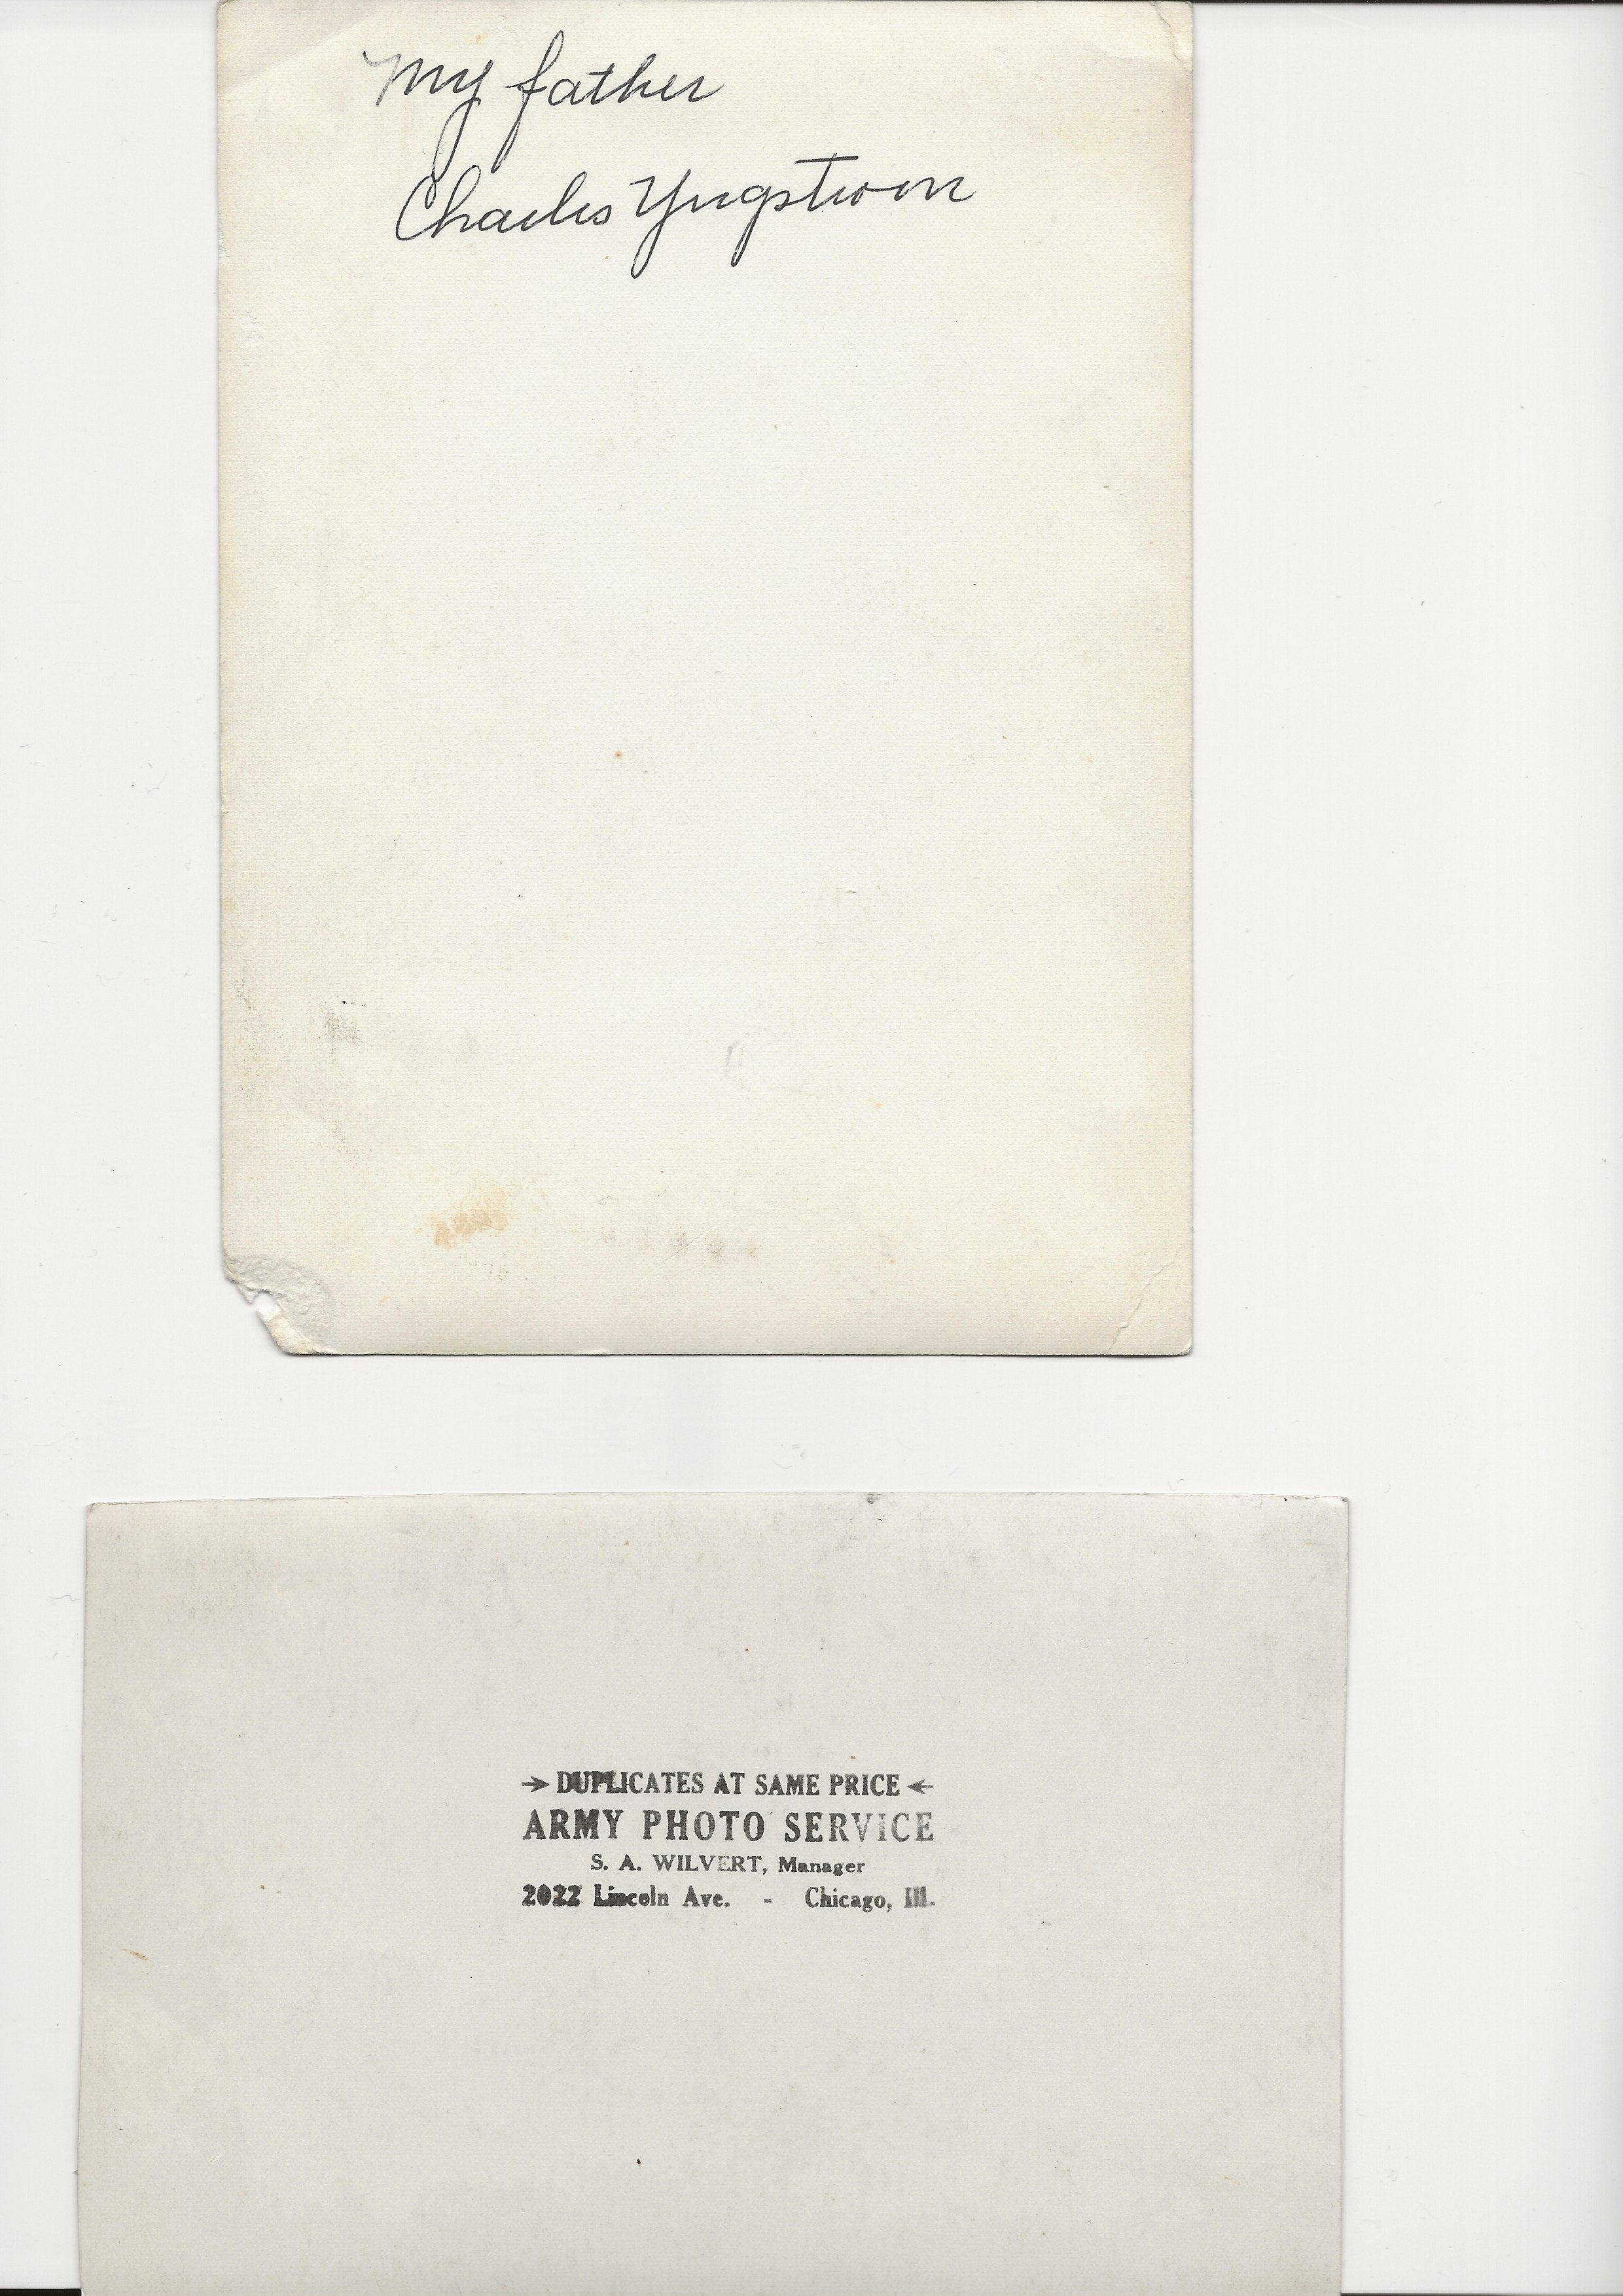 My father
Charles Yngstrom
→ DUPLICATES AT SAME PRICE ←
ARMY PHOTO SERVICE
S. A. WILVERT, Manager
2022 Lincoln Ave. - Chicago, Ill.